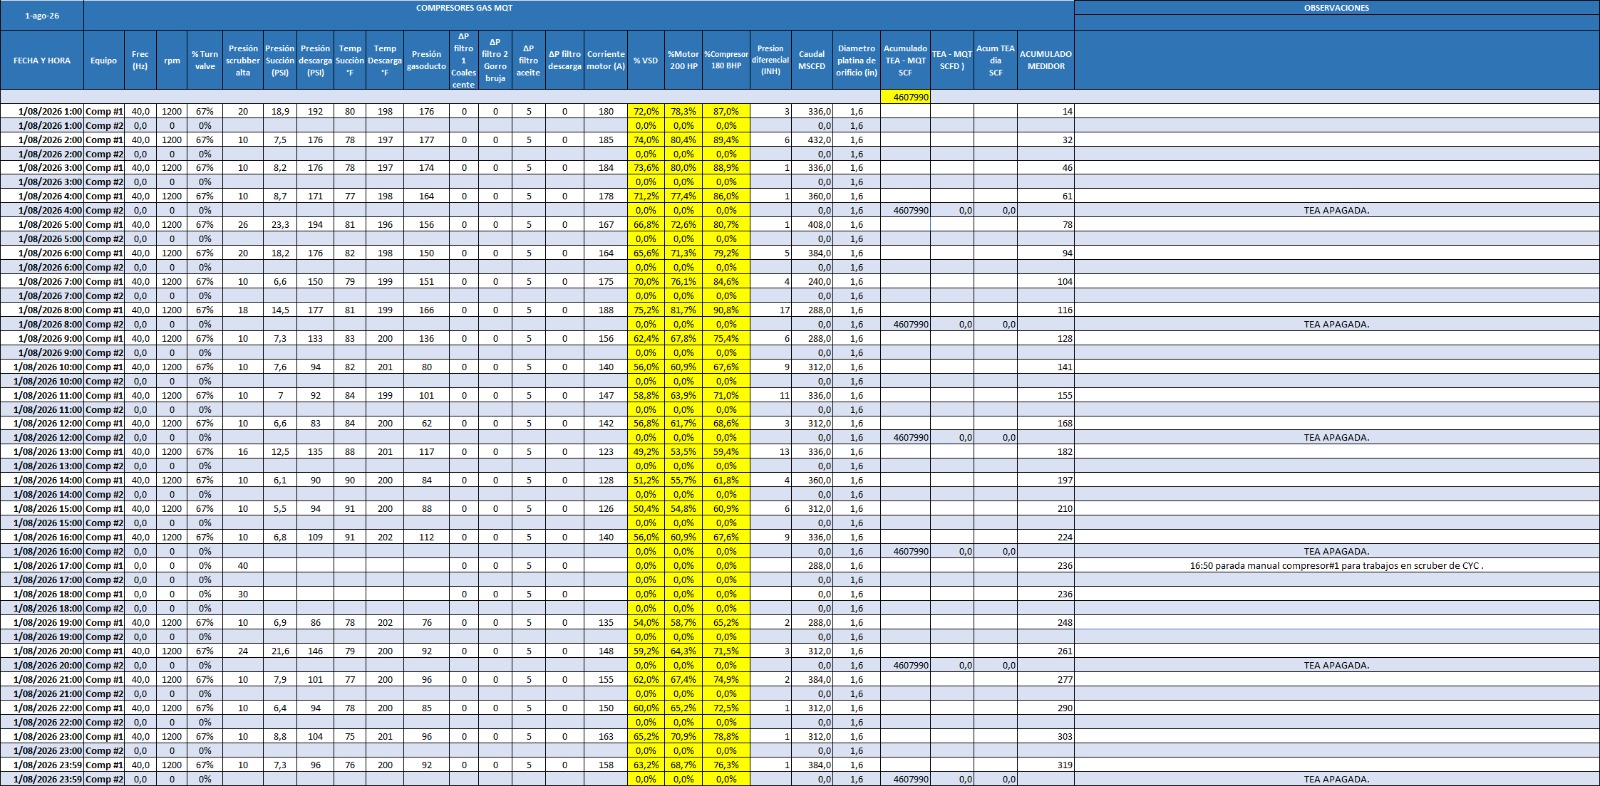 1-ago-26 COMPRESORES GAS MQT OBSERVACIONES
FECHA Y HORA Equipo Frec (Hz) rpm % Turn valve Presión scrubber alta Presión Succión (PSI) Presión descarga (PSI) Temp Succión °F Temp Descarga °F Presión gasoducto ΔP filtro 1 Coalescente ΔP filtro 2 Gorro bruja ΔP filtro aceite ΔP filtro descarga Corriente motor (A) % VSD %Motor 200 HP %Compresor 180 BHP Presion diferencial (INH) Caudal MSCFD Diametro platina de orificio (in) Acumulado TEA - MQT SCF TEA - MQT SCFD ) Acum TEA dia SCF ACUMULADO MEDIDOR
4607990
1/08/2026 1:00 Comp #1 40,0 1200 67% 20 18,9 192 80 198 176 0 0 5 0 180 72,0% 78,3% 87,0% 3 336,0 1,6 14
1/08/2026 1:00 Comp #2 0,0 0 0% 0,0% 0,0% 0,0% 0,0 1,6
1/08/2026 2:00 Comp #1 40,0 1200 67% 10 7,5 176 78 197 177 0 0 5 0 185 74,0% 80,4% 89,4% 6 432,0 1,6 32
1/08/2026 2:00 Comp #2 0,0 0 0% 0,0% 0,0% 0,0% 0,0 1,6
1/08/2026 3:00 Comp #1 40,0 1200 67% 10 8,2 176 78 197 174 0 0 5 0 184 73,6% 80,0% 88,9% 1 336,0 1,6 46
1/08/2026 3:00 Comp #2 0,0 0 0% 0,0% 0,0% 0,0% 0,0 1,6
1/08/2026 4:00 Comp #1 40,0 1200 67% 10 8,7 171 77 198 164 0 0 5 0 178 71,2% 77,4% 86,0% 1 360,0 1,6 61
1/08/2026 4:00 Comp #2 0,0 0 0% 0,0% 0,0% 0,0% 0,0 1,6 4607990 0,0 0,0 TEA APAGADA.
1/08/2026 5:00 Comp #1 40,0 1200 67% 26 23,3 194 81 196 156 0 0 5 0 167 66,8% 72,6% 80,7% 1 408,0 1,6 78
1/08/2026 5:00 Comp #2 0,0 0 0% 0,0% 0,0% 0,0% 0,0 1,6
1/08/2026 6:00 Comp #1 40,0 1200 67% 20 18,2 176 82 198 150 0 0 5 0 164 65,6% 71,3% 79,2% 5 384,0 1,6 94
1/08/2026 6:00 Comp #2 0,0 0 0% 0,0% 0,0% 0,0% 0,0 1,6
1/08/2026 7:00 Comp #1 40,0 1200 67% 10 6,6 150 79 199 151 0 0 5 0 175 70,0% 76,1% 84,6% 4 240,0 1,6 104
1/08/2026 7:00 Comp #2 0,0 0 0% 0,0% 0,0% 0,0% 0,0 1,6
1/08/2026 8:00 Comp #1 40,0 1200 67% 18 14,5 177 81 199 166 0 0 5 0 188 75,2% 81,7% 90,8% 17 288,0 1,6 116
1/08/2026 8:00 Comp #2 0,0 0 0% 0,0% 0,0% 0,0% 0,0 1,6 4607990 0,0 0,0 TEA APAGADA.
1/08/2026 9:00 Comp #1 40,0 1200 67% 10 7,3 133 83 200 136 0 0 5 0 156 62,4% 67,8% 75,4% 6 288,0 1,6 128
1/08/2026 9:00 Comp #2 0,0 0 0% 0,0% 0,0% 0,0% 0,0 1,6
1/08/2026 10:00 Comp #1 40,0 1200 67% 10 7,6 94 82 201 80 0 0 5 0 140 56,0% 60,9% 67,6% 9 312,0 1,6 141
1/08/2026 10:00 Comp #2 0,0 0 0% 0,0% 0,0% 0,0% 0,0 1,6
1/08/2026 11:00 Comp #1 40,0 1200 67% 10 7 92 84 199 101 0 0 5 0 147 58,8% 63,9% 71,0% 11 336,0 1,6 155
1/08/2026 11:00 Comp #2 0,0 0 0% 0,0% 0,0% 0,0% 0,0 1,6
1/08/2026 12:00 Comp #1 40,0 1200 67% 10 6,6 83 84 200 62 0 0 5 0 142 56,8% 61,7% 68,6% 3 312,0 1,6 168
1/08/2026 12:00 Comp #2 0,0 0 0% 0,0% 0,0% 0,0% 0,0 1,6 4607990 0,0 0,0 TEA APAGADA.
1/08/2026 13:00 Comp #1 40,0 1200 67% 16 12,5 135 88 201 117 0 0 5 0 123 49,2% 53,5% 59,4% 13 336,0 1,6 182
1/08/2026 13:00 Comp #2 0,0 0 0% 0,0% 0,0% 0,0% 0,0 1,6
1/08/2026 14:00 Comp #1 40,0 1200 67% 10 6,1 90 90 200 84 0 0 5 0 128 51,2% 55,7% 61,8% 4 360,0 1,6 197
1/08/2026 14:00 Comp #2 0,0 0 0% 0,0% 0,0% 0,0% 0,0 1,6
1/08/2026 15:00 Comp #1 40,0 1200 67% 10 5,5 94 91 200 88 0 0 5 0 126 50,4% 54,8% 60,9% 6 312,0 1,6 210
1/08/2026 15:00 Comp #2 0,0 0 0% 0,0% 0,0% 0,0% 0,0 1,6
1/08/2026 16:00 Comp #1 40,0 1200 67% 10 6,8 109 91 202 112 0 0 5 0 140 56,0% 60,9% 67,6% 9 336,0 1,6 224
1/08/2026 16:00 Comp #2 0,0 0 0% 0,0% 0,0% 0,0% 0,0 1,6 4607990 0,0 0,0 TEA APAGADA.
1/08/2026 17:00 Comp #1 40 0 0 5 0 0,0% 0,0% 0,0% 288,0 1,6 236 16:50 parada manual compresor#1 para trabajos en scruber de CYC .
1/08/2026 17:00 Comp #2 0,0 0 0% 0,0% 0,0% 0,0% 0,0 1,6
1/08/2026 18:00 Comp #1 30 0 0 5 0 0,0% 0,0% 0,0% 0,0 1,6 236
1/08/2026 18:00 Comp #2 0,0 0 0% 0,0% 0,0% 0,0% 0,0 1,6
1/08/2026 19:00 Comp #1 40,0 1200 67% 10 6,9 86 78 202 76 0 0 5 0 135 54,0% 58,7% 65,2% 2 288,0 1,6 248
1/08/2026 19:00 Comp #2 0,0 0 0% 0,0% 0,0% 0,0% 0,0 1,6
1/08/2026 20:00 Comp #1 40,0 1200 67% 24 21,6 146 79 200 92 0 0 5 0 148 59,2% 64,3% 71,5% 3 312,0 1,6 261
1/08/2026 20:00 Comp #2 0,0 0 0% 0,0% 0,0% 0,0% 0,0 1,6 4607990 0,0 0,0 TEA APAGADA.
1/08/2026 21:00 Comp #1 40,0 1200 67% 10 7,9 101 77 200 96 0 0 5 0 155 62,0% 67,4% 74,9% 2 384,0 1,6 277
1/08/2026 21:00 Comp #2 0,0 0 0% 0,0% 0,0% 0,0% 0,0 1,6
1/08/2026 22:00 Comp #1 40,0 1200 67% 10 6,4 94 78 200 85 0 0 5 0 150 60,0% 65,2% 72,5% 1 312,0 1,6 290
1/08/2026 22:00 Comp #2 0,0 0 0% 0,0% 0,0% 0,0% 0,0 1,6
1/08/2026 23:00 Comp #1 40,0 1200 67% 10 8,8 104 75 201 96 0 0 5 0 163 65,2% 70,9% 78,8% 1 312,0 1,6 303
1/08/2026 23:00 Comp #2 0,0 0 0% 0,0% 0,0% 0,0% 0,0 1,6
1/08/2026 23:59 Comp #1 40,0 1200 67% 10 7,3 96 76 200 92 0 0 5 0 158 63,2% 68,7% 76,3% 1 384,0 1,6 319
1/08/2026 23:59 Comp #2 0,0 0 0% 0,0% 0,0% 0,0% 0,0 1,6 4607990 0,0 0,0 TEA APAGADA.